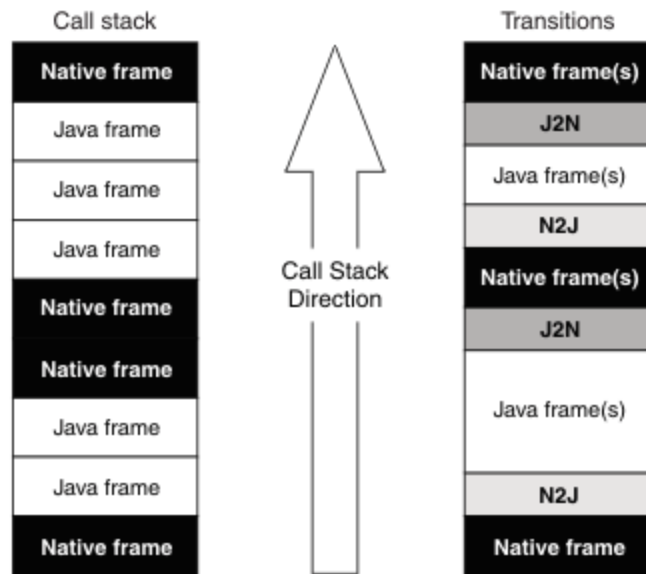 Call stack
Native frame
Java frame
Java frame
Java frame
Native frame
Native frame
Java frame
Java frame
Native frame
Call Stack
Direction
Transitions
Native frame(s)
J2N
Java frame(s)
N2J
Native frame(s)
J2N
Java frame(s)
N2J
Native frame